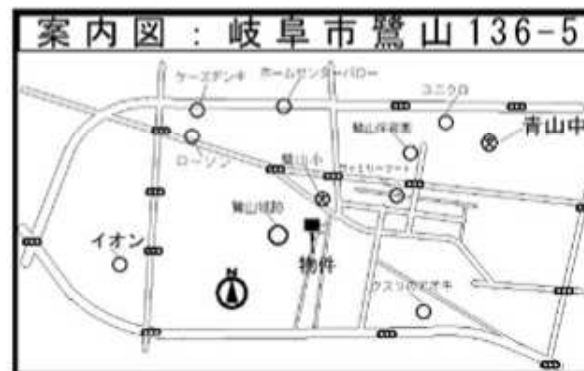 案内図：岐阜市鷺山136-5
ケーズデンキ
ホームセンターバロー
ユニクロ
青山中
鷺山保育園
ローソン
鷺山小
ファミリーマート
鷺山城跡
物件
イオン
N
クスリのアオキ